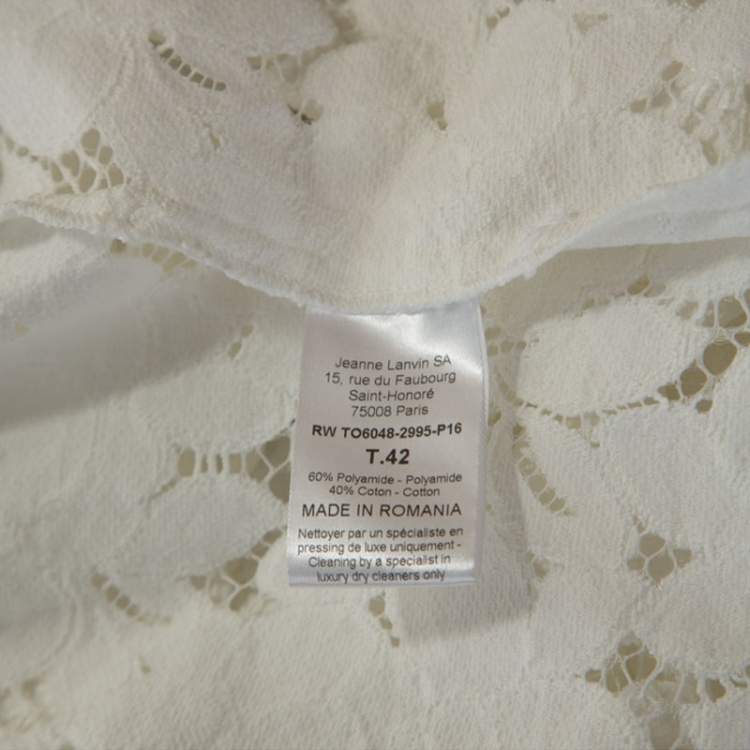 Jeanne Lanvin SA
15, rue du Faubourg
Saint-Honoré
75008 Paris
RW TO6048-2995-P16
T.42
60% Polyamide - Polyamide
40% Coton - Cotton
MADE IN ROMANIA
Nettoyer par un spécialiste en
pressing de luxe uniquement -
Cleaning by a specialist in
luxury dry cleaners only